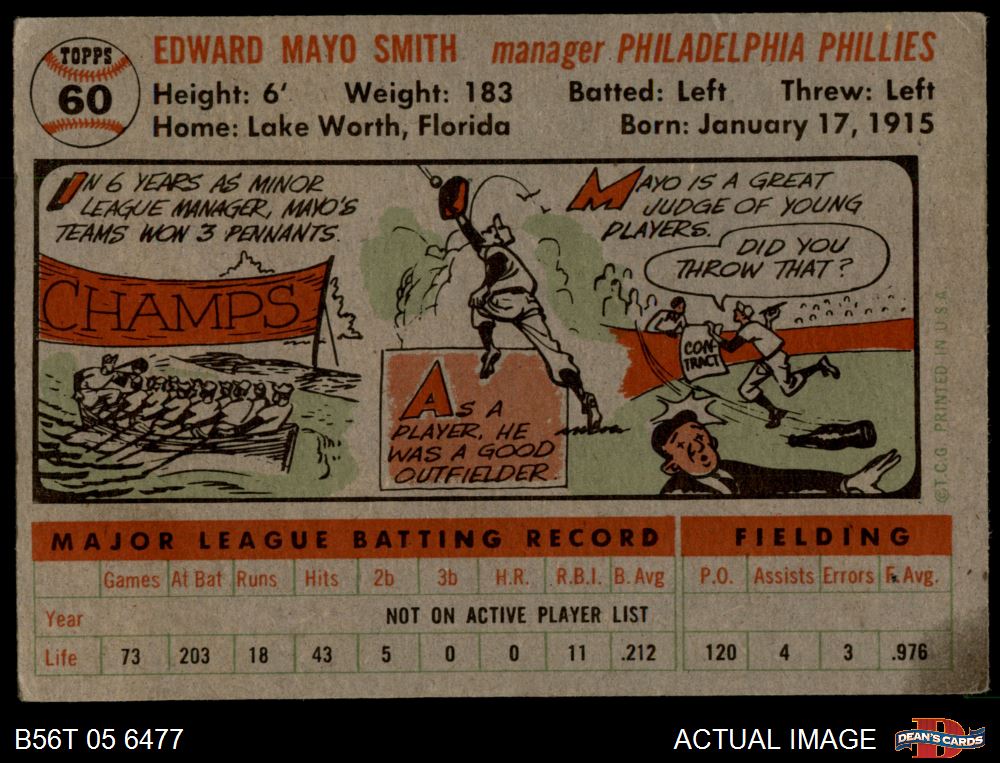 TOPPS
60
EDWARD MAYO SMITH manager PHILADELPHIA PHILLIES
Height: 6' Weight: 183 Batted: Left Threw: Left
Home: Lake Worth, Florida Born: January 17, 1915
IN 6 YEARS AS MINOR
LEAGUE MANAGER, MAYO'S
TEAMS WON 3 PENNANTS.
CHAMPS
AS A
PLAYER, HE
WAS A GOOD
OUTFIELDER.
MAYO IS A GREAT
JUDGE OF YOUNG
PLAYERS.
DID YOU
THROW THAT?
CON-
TRACT
© T.C.G. PRINTED IN U.S.A.
MAJOR LEAGUE BATTING RECORD FIELDING
Games At Bat Runs Hits 2b 3b H.R. R.B.I. B. Avg P.O. Assists Errors F. Avg.
Year NOT ON ACTIVE PLAYER LIST
Life 73 203 18 43 5 0 0 11 .212 120 4 3 .976
B56T 05 6477 ACTUAL IMAGE DEAN'S CARDS